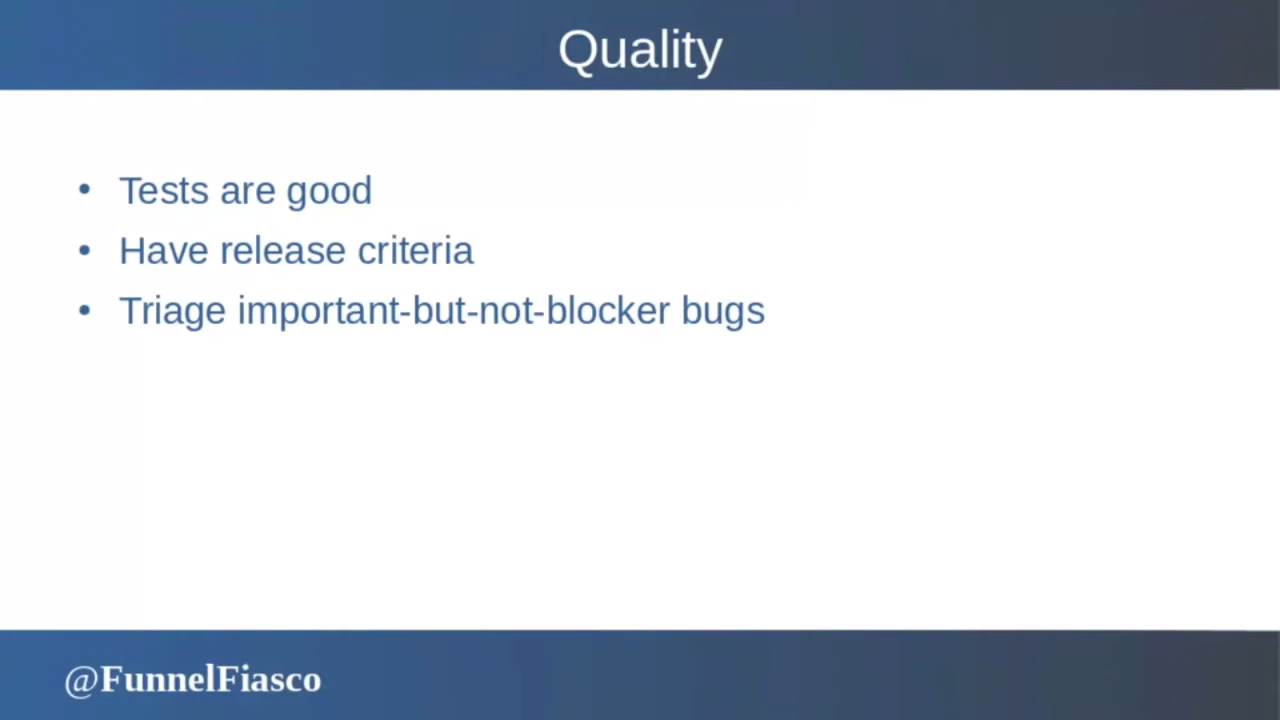 Quality
• Tests are good
• Have release criteria
• Triage important-but-not-blocker bugs
@FunnelFiasco